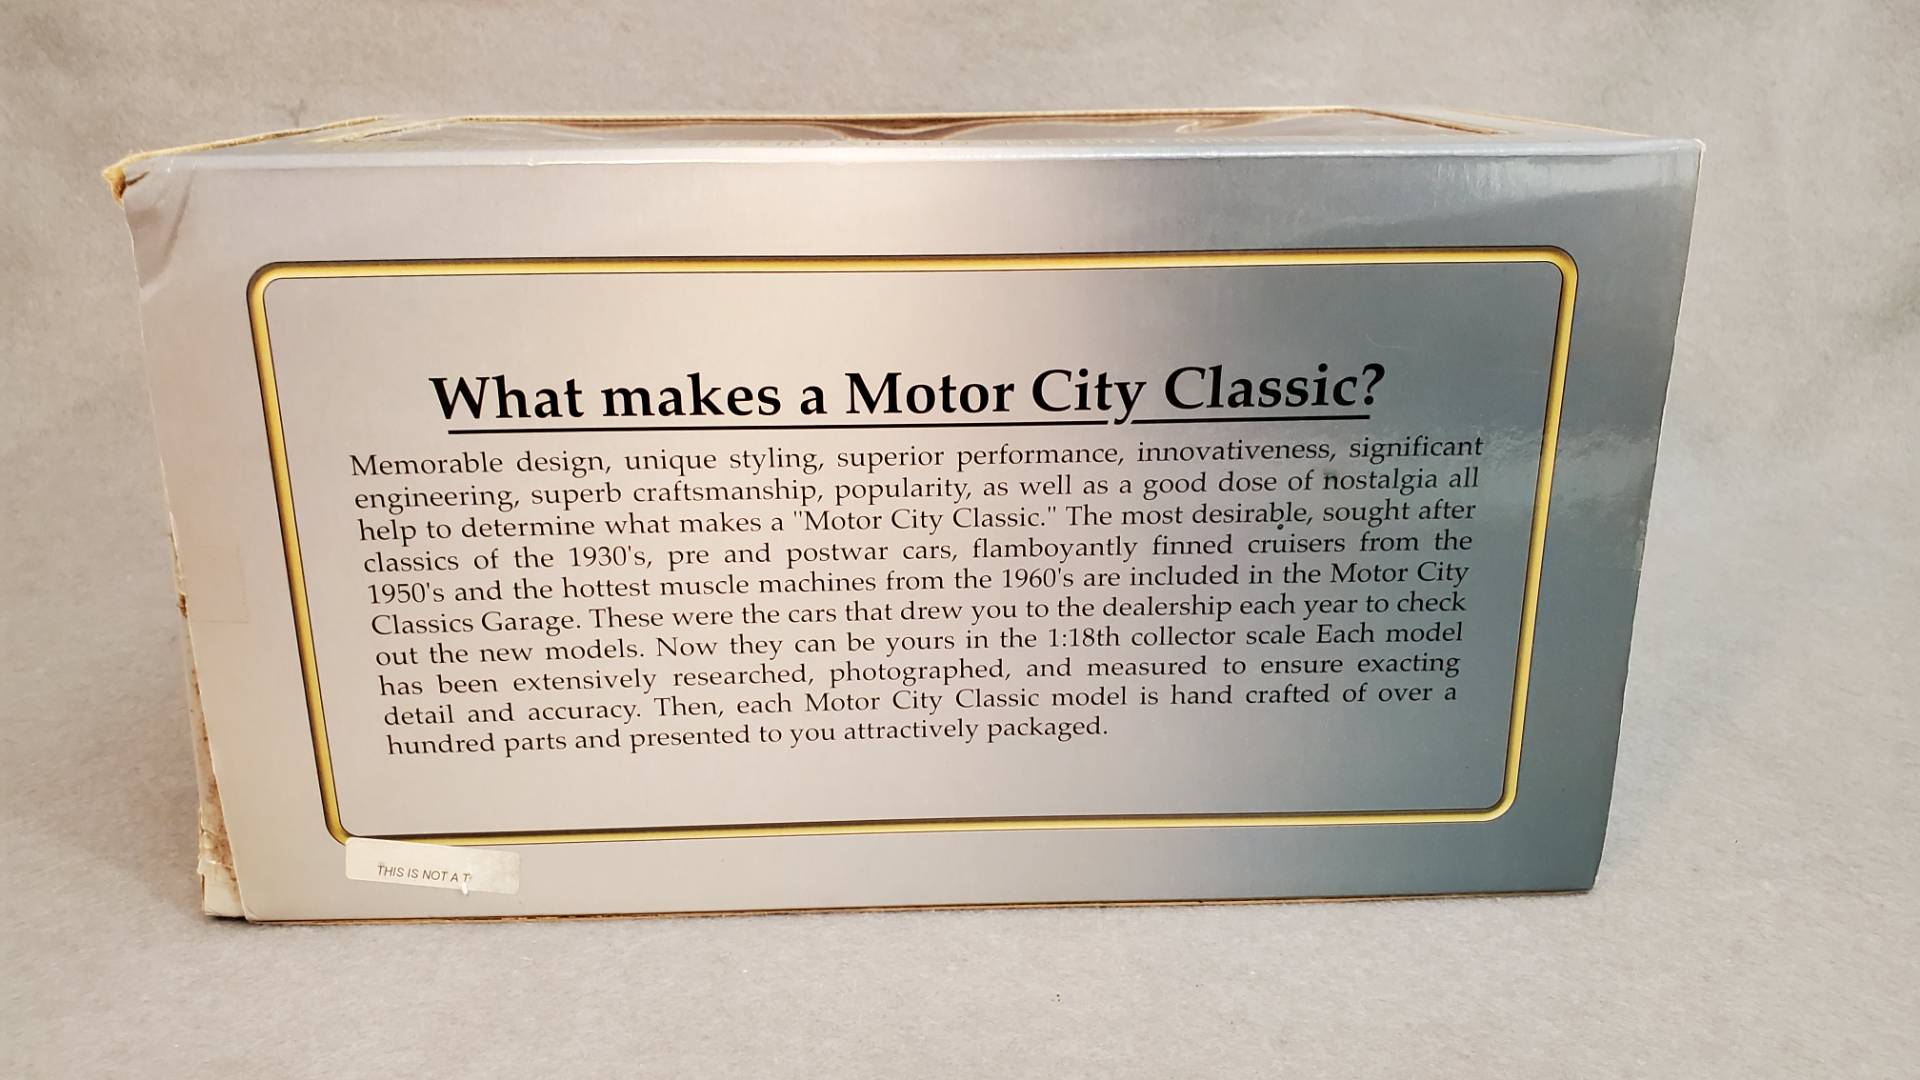 What makes a Motor City Classic?
Memorable design, unique styling, superior performance, innovativeness, significant
engineering, superb craftsmanship, popularity, as well as a good dose of nostalgia all
help to determine what makes a "Motor City Classic." The most desirable, sought after
classics of the 1930's, pre and postwar cars, flamboyantly finned cruisers from the
1950's and the hottest muscle machines from the 1960's are included in the Motor City
Classics Garage. These were the cars that drew you to the dealership each year to check
out the new models. Now they can be yours in the 1:18th collector scale Each model
has been extensively researched, photographed, and measured to ensure exacting
detail and accuracy. Then, each Motor City Classic model is hand crafted of over a
hundred parts and presented to you attractively packaged.
THIS IS NOT A